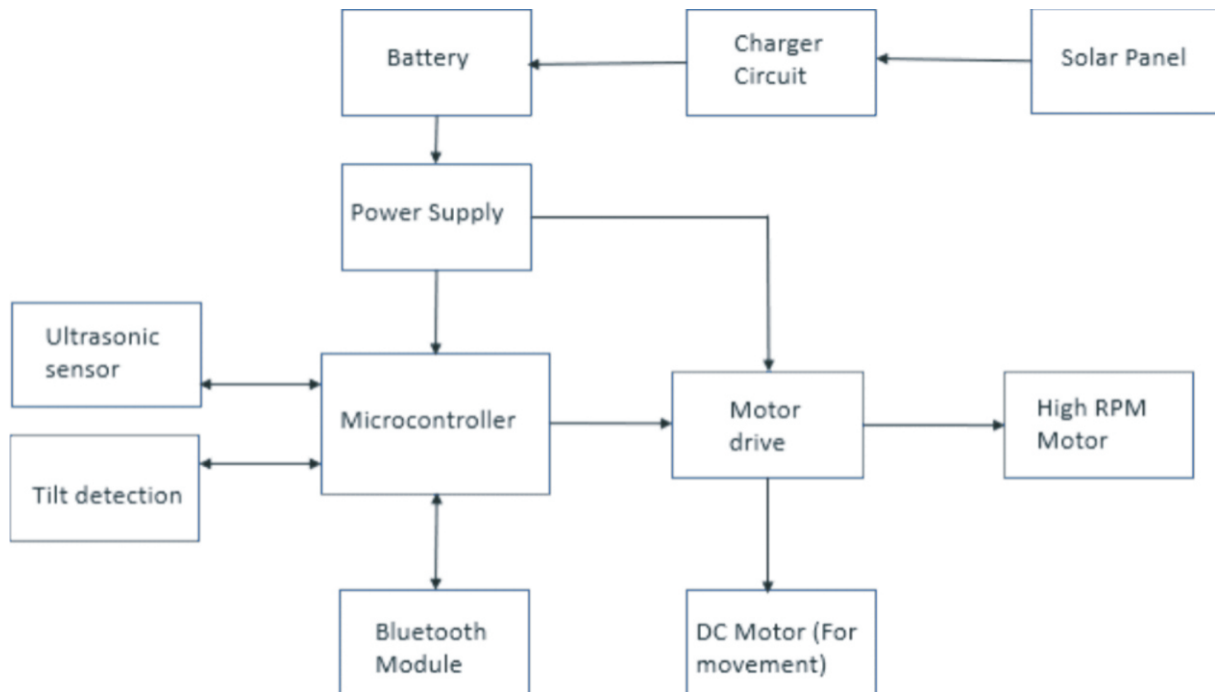 Battery
Charger
Circuit
Solar Panel
Power Supply
Ultrasonic
sensor
Microcontroller
Motor
drive
High RPM
Motor
Tilt detection
Bluetooth
Module
DC Motor (For
movement)